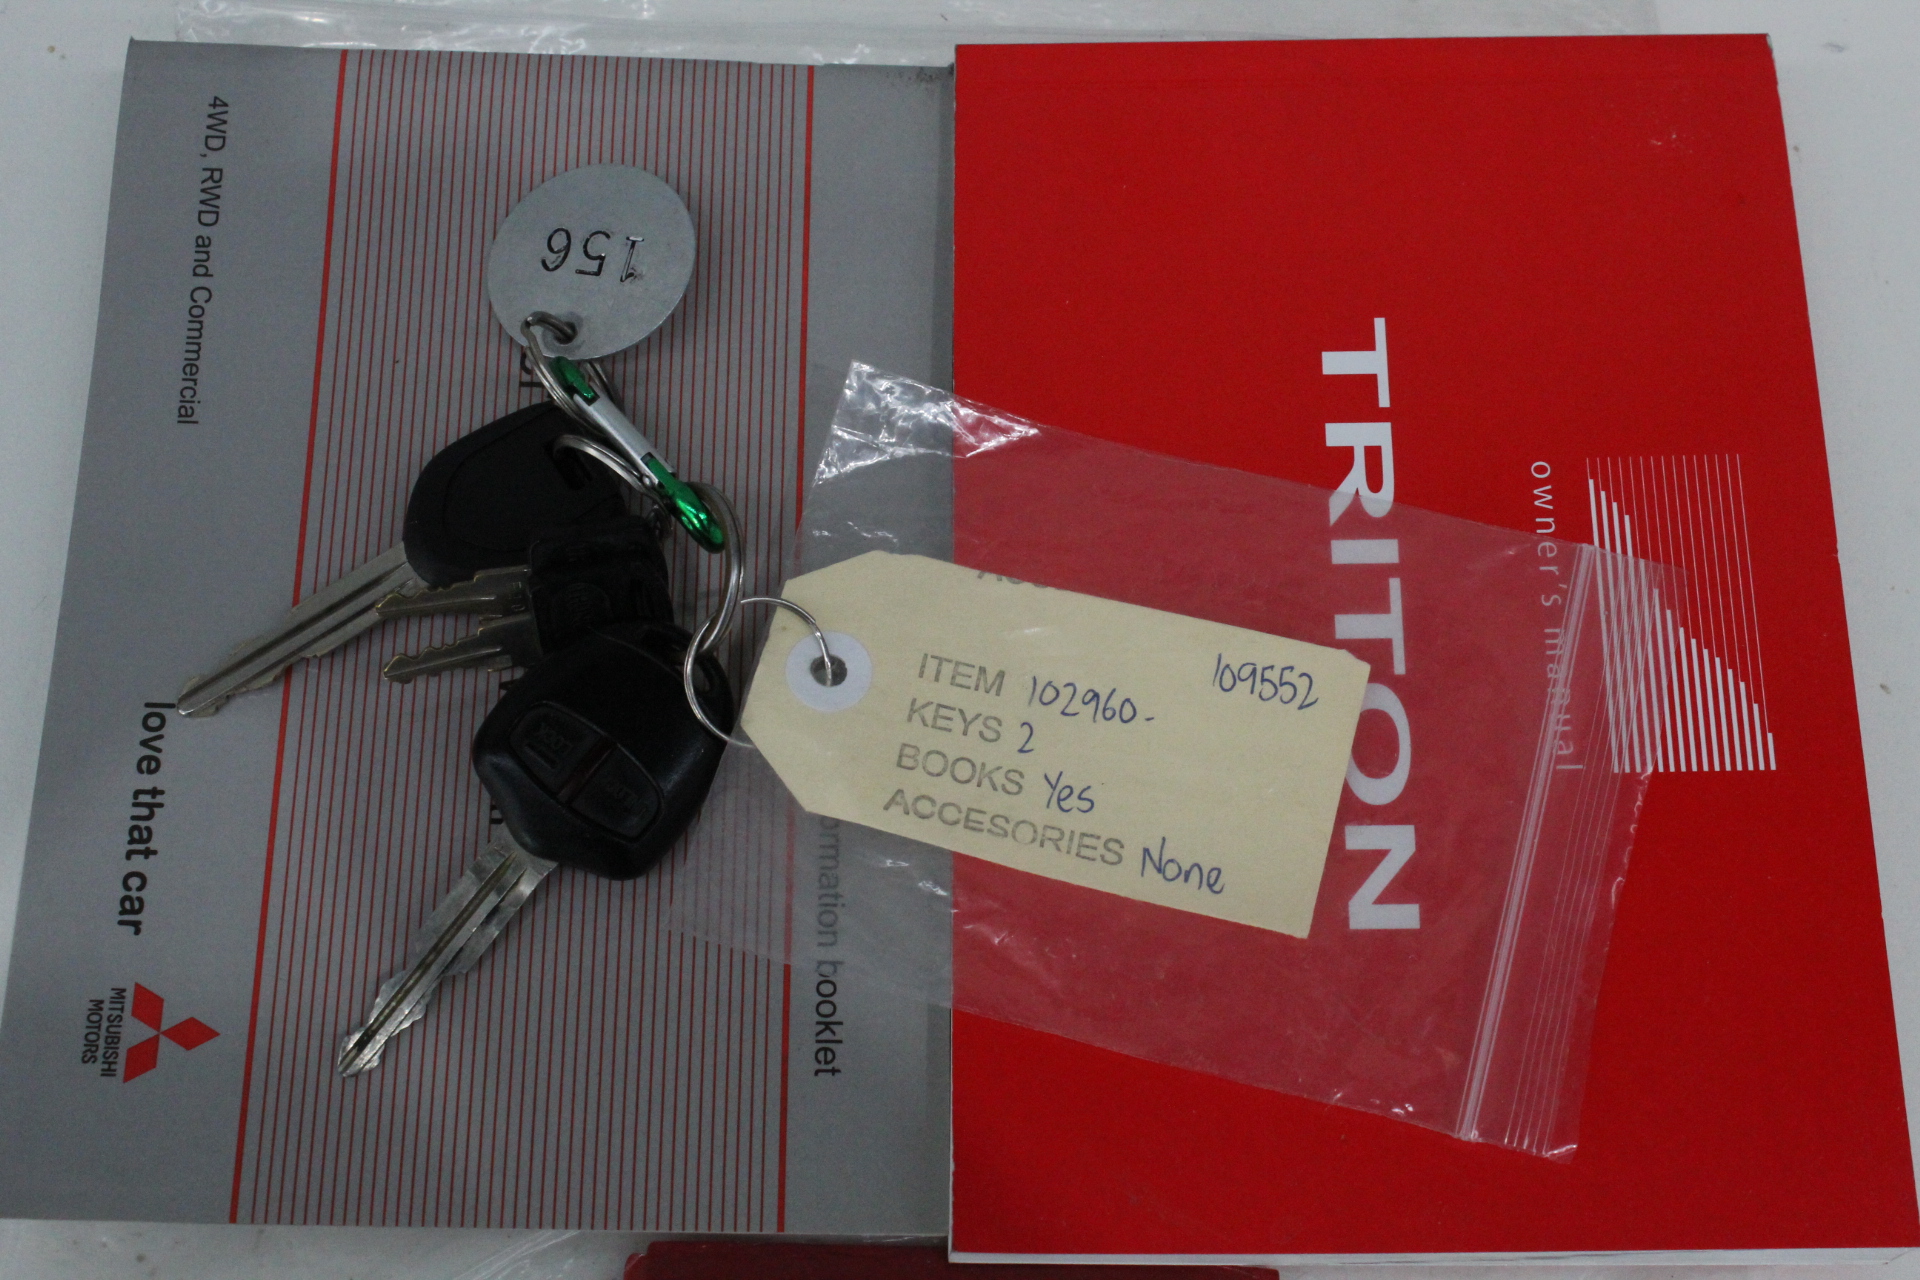 4WD, RWD and Commercial
love that car
MITSUBISHI
MOTORS
booklet
156
TRITON
owner's manual
109552
ITEM 102960-
KEYS 2
BOOKS Yes
ACCESORIES None